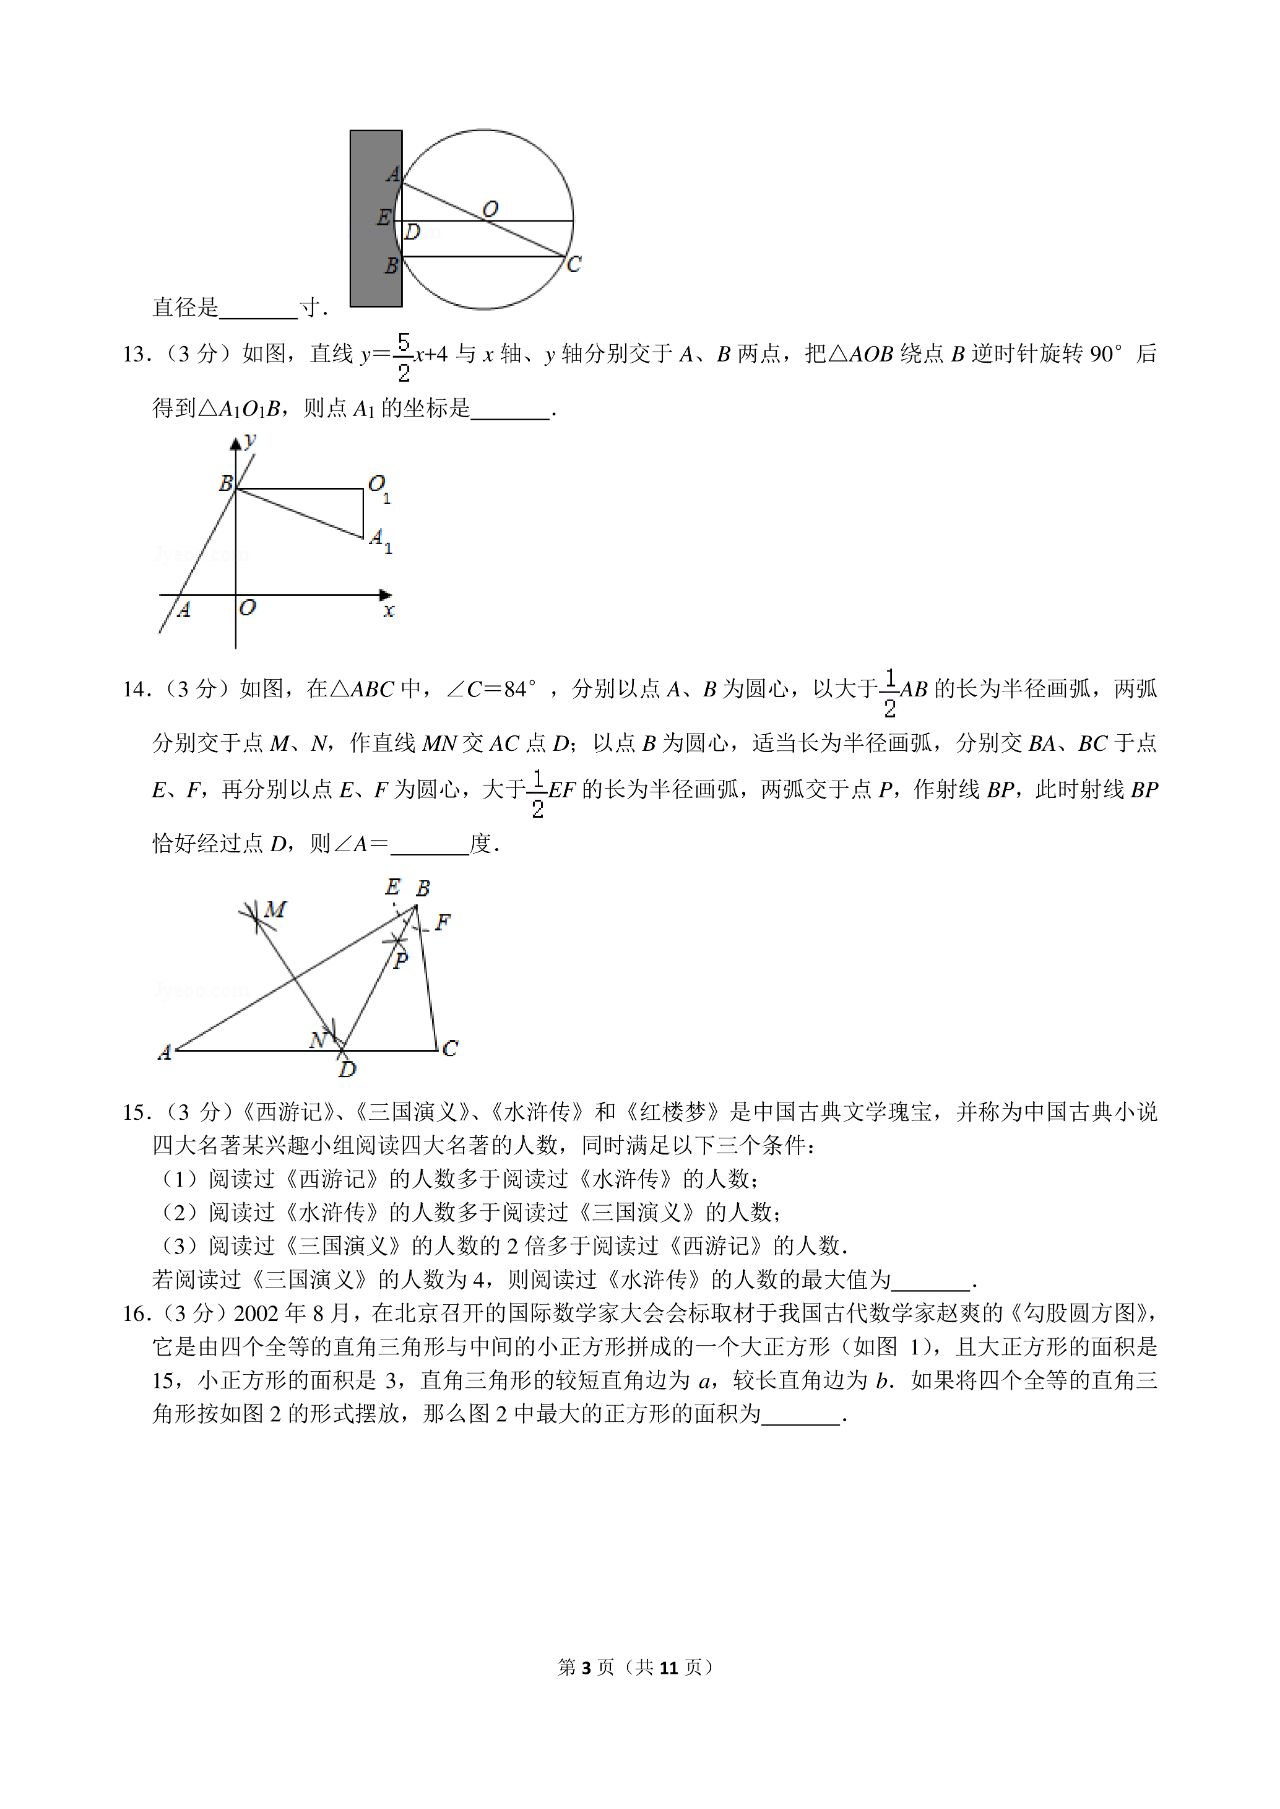 A
E
D
O
B
C
直径是_______寸．
13．（3 分）如图，直线 y＝5/2x+4 与 x 轴、y 轴分别交于 A、B 两点，把△AOB 绕点 B 逆时针旋转 90°后
得到△A₁O₁B，则点 A₁ 的坐标是_______．
y
B
O₁
A₁
Jyeoo.com
A
O
x
14．（3 分）如图，在△ABC 中，∠C＝84°，分别以点 A、B 为圆心，以大于1/2AB 的长为半径画弧，两弧
分别交于点 M、N，作直线 MN 交 AC 点 D；以点 B 为圆心，适当长为半径画弧，分别交 BA、BC 于点
E、F，再分别以点 E、F 为圆心，大于1/2EF 的长为半径画弧，两弧交于点 P，作射线 BP，此时射线 BP
恰好经过点 D，则∠A＝_______度．
E B
M
F
P
Jyeoo.com
N
A
D
C
15．（3 分）《西游记》、《三国演义》、《水浒传》和《红楼梦》是中国古典文学瑰宝，并称为中国古典小说
四大名著某兴趣小组阅读四大名著的人数，同时满足以下三个条件：
（1）阅读过《西游记》的人数多于阅读过《水浒传》的人数；
（2）阅读过《水浒传》的人数多于阅读过《三国演义》的人数；
（3）阅读过《三国演义》的人数的 2 倍多于阅读过《西游记》的人数．
若阅读过《三国演义》的人数为 4，则阅读过《水浒传》的人数的最大值为_______．
16．（3 分）2002 年 8 月，在北京召开的国际数学家大会会标取材于我国古代数学家赵爽的《勾股圆方图》，
它是由四个全等的直角三角形与中间的小正方形拼成的一个大正方形（如图 1），且大正方形的面积是
15，小正方形的面积是 3，直角三角形的较短直角边为 a，较长直角边为 b．如果将四个全等的直角三
角形按如图 2 的形式摆放，那么图 2 中最大的正方形的面积为_______．
第 3 页（共 11 页）